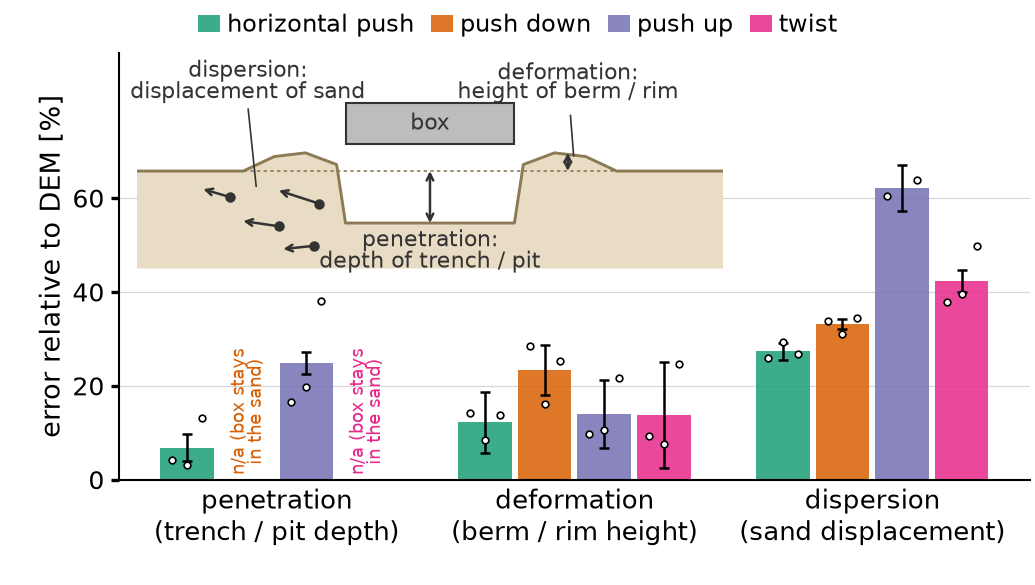 horizontal push push down push up twist
error relative to DEM [%]
60
40
20
0
dispersion:
displacement of sand
deformation:
height of berm / rim
box
penetration:
depth of trench / pit
n/a (box stays
in the sand)
n/a (box stays
in the sand)
penetration
(trench / pit depth)
deformation
(berm / rim height)
dispersion
(sand displacement)